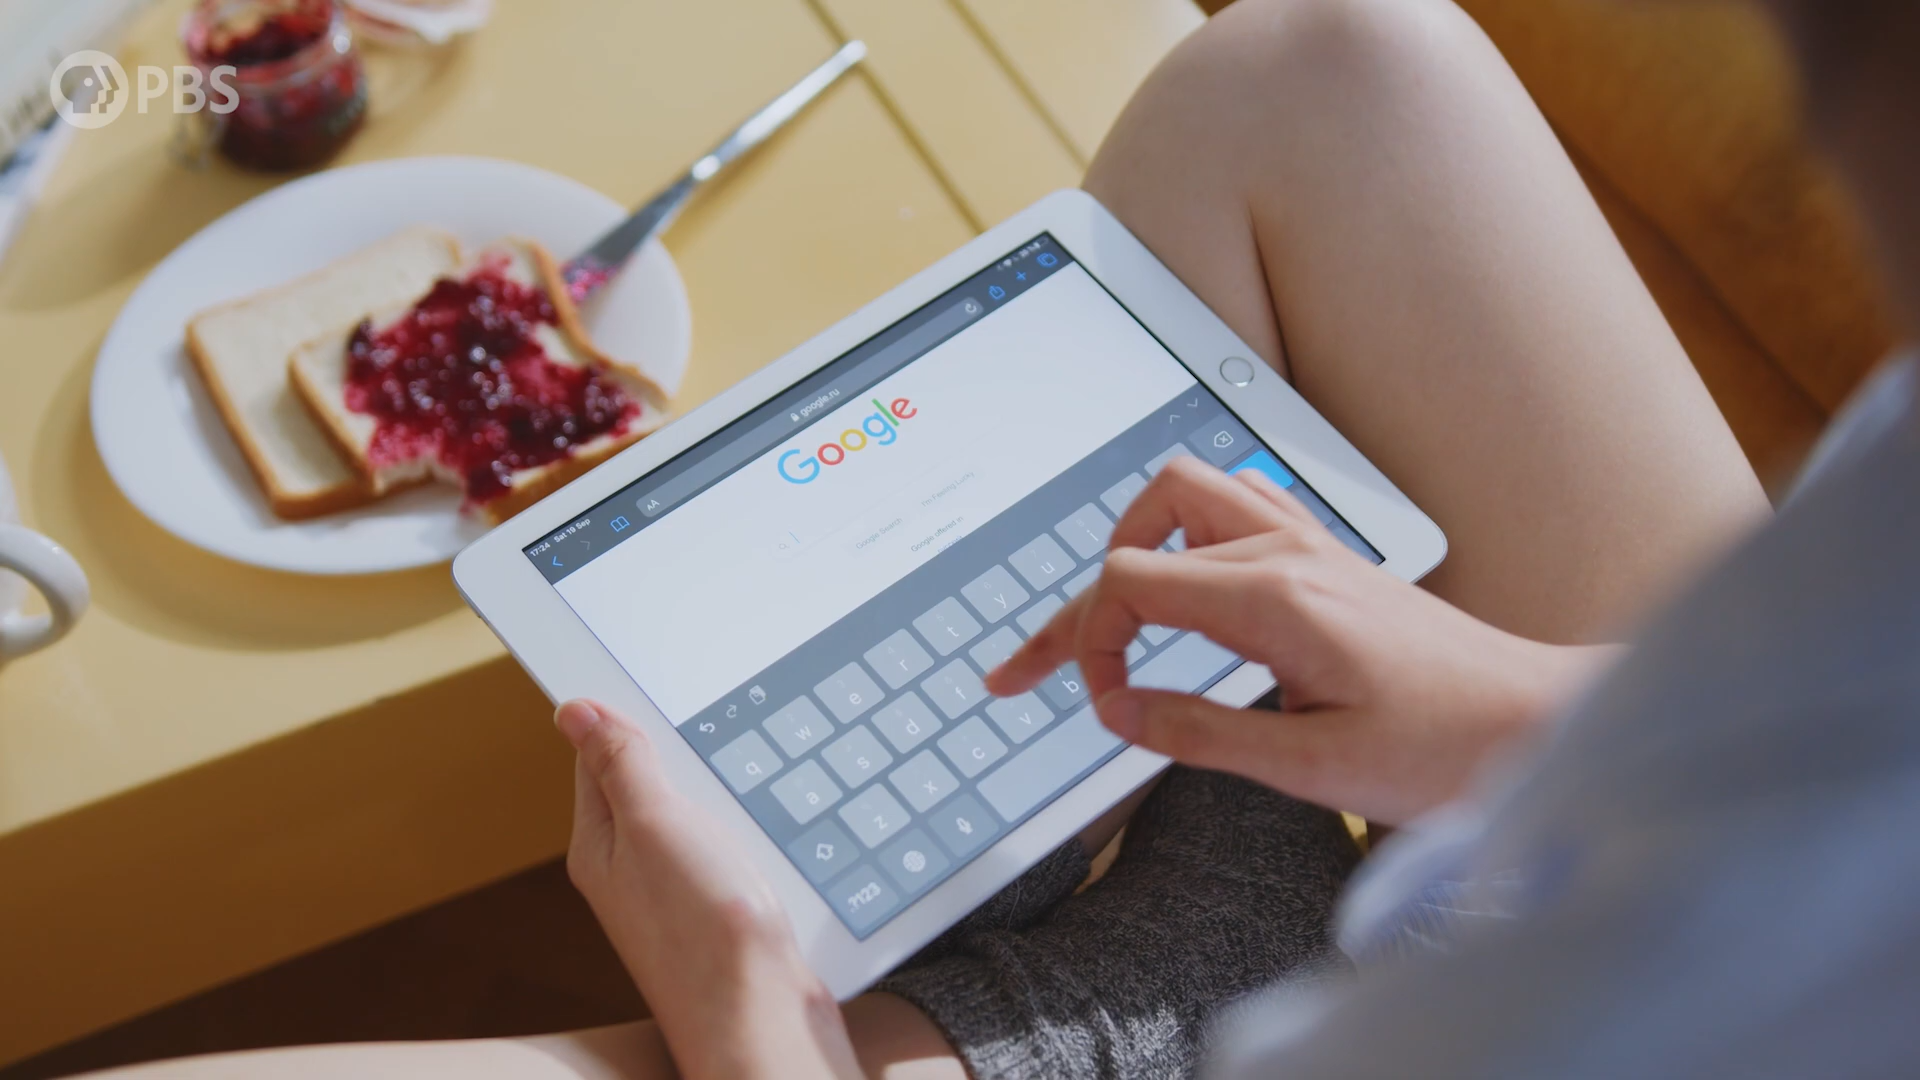 PBS
17:24 Sat 19 Sep
AA
google.ru
Google
Google Search
I'm Feeling Lucky
Google offered in
q w e r t y u i
a s d f
z x c v b
.?123